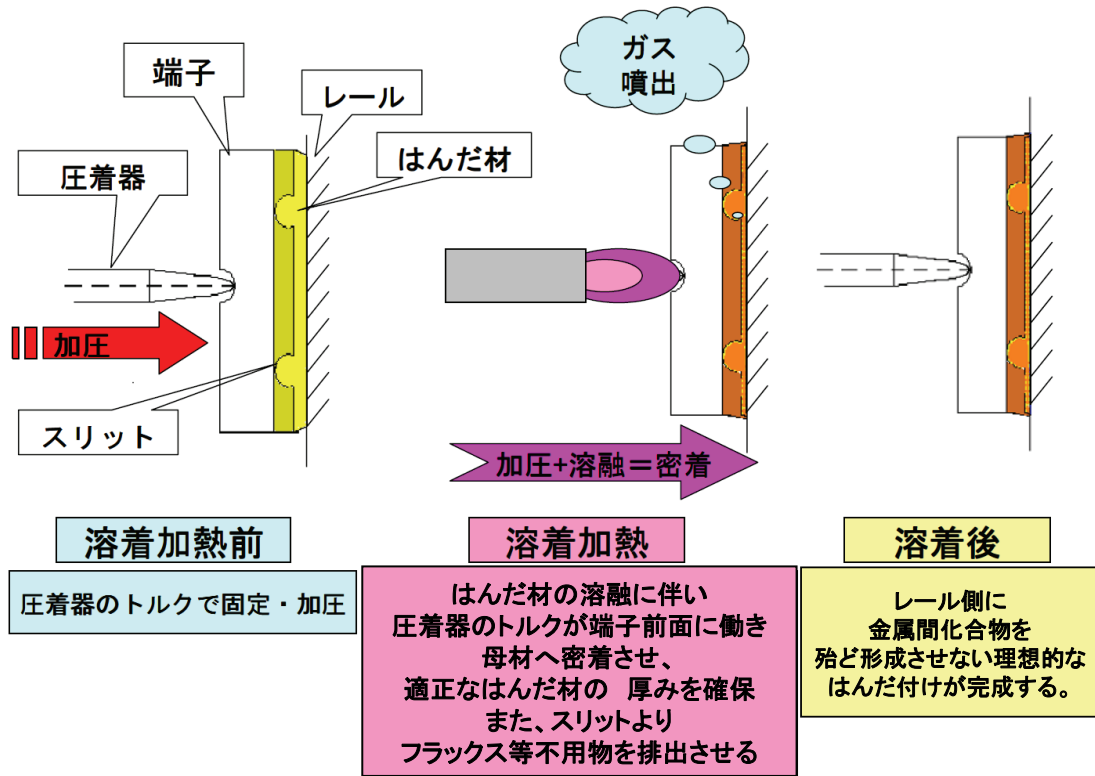 端子
レール
はんだ材
圧着器
加圧
スリット
溶着加熱前
圧着器のトルクで固定・加圧
ガス
噴出
加圧+溶融=密着
溶着加熱
はんだ材の溶融に伴い
圧着器のトルクが端子前面に働き
母材へ密着させ、
適正なはんだ材の 厚みを確保
また、スリットより
フラックス等不用物を排出させる
溶着後
レール側に
金属間化合物を
殆ど形成させない理想的な
はんだ付けが完成する。